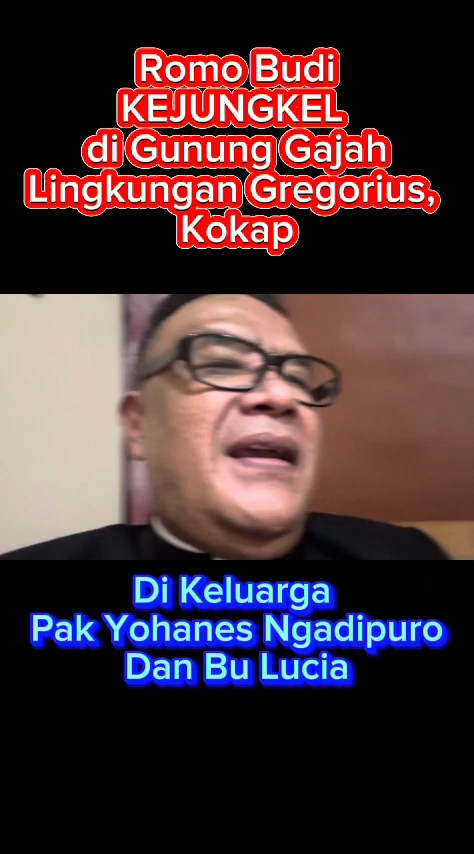 Romo Budi
KEJUNGKEL
di Gunung Gajah
Lingkungan Gregorius,
Kokap
Di Keluarga
Pak Yohanes Ngadipuro
Dan Bu Lucia